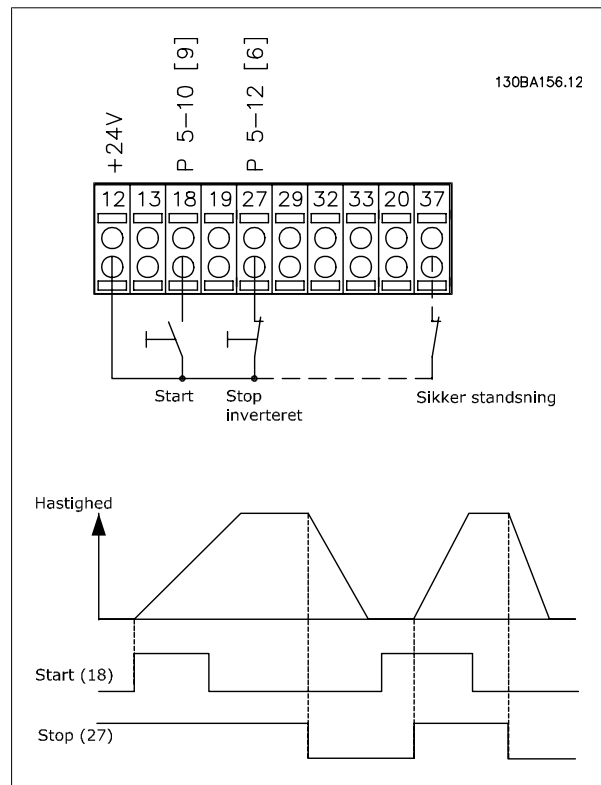 130BA156.12
+24V
P 5-10 [9]
P 5-12 [6]
12 13 18 19 27 29 32 33 20 37
Start
Stop
inverteret
Sikker standsning
Hastighed
Start (18)
Stop (27)